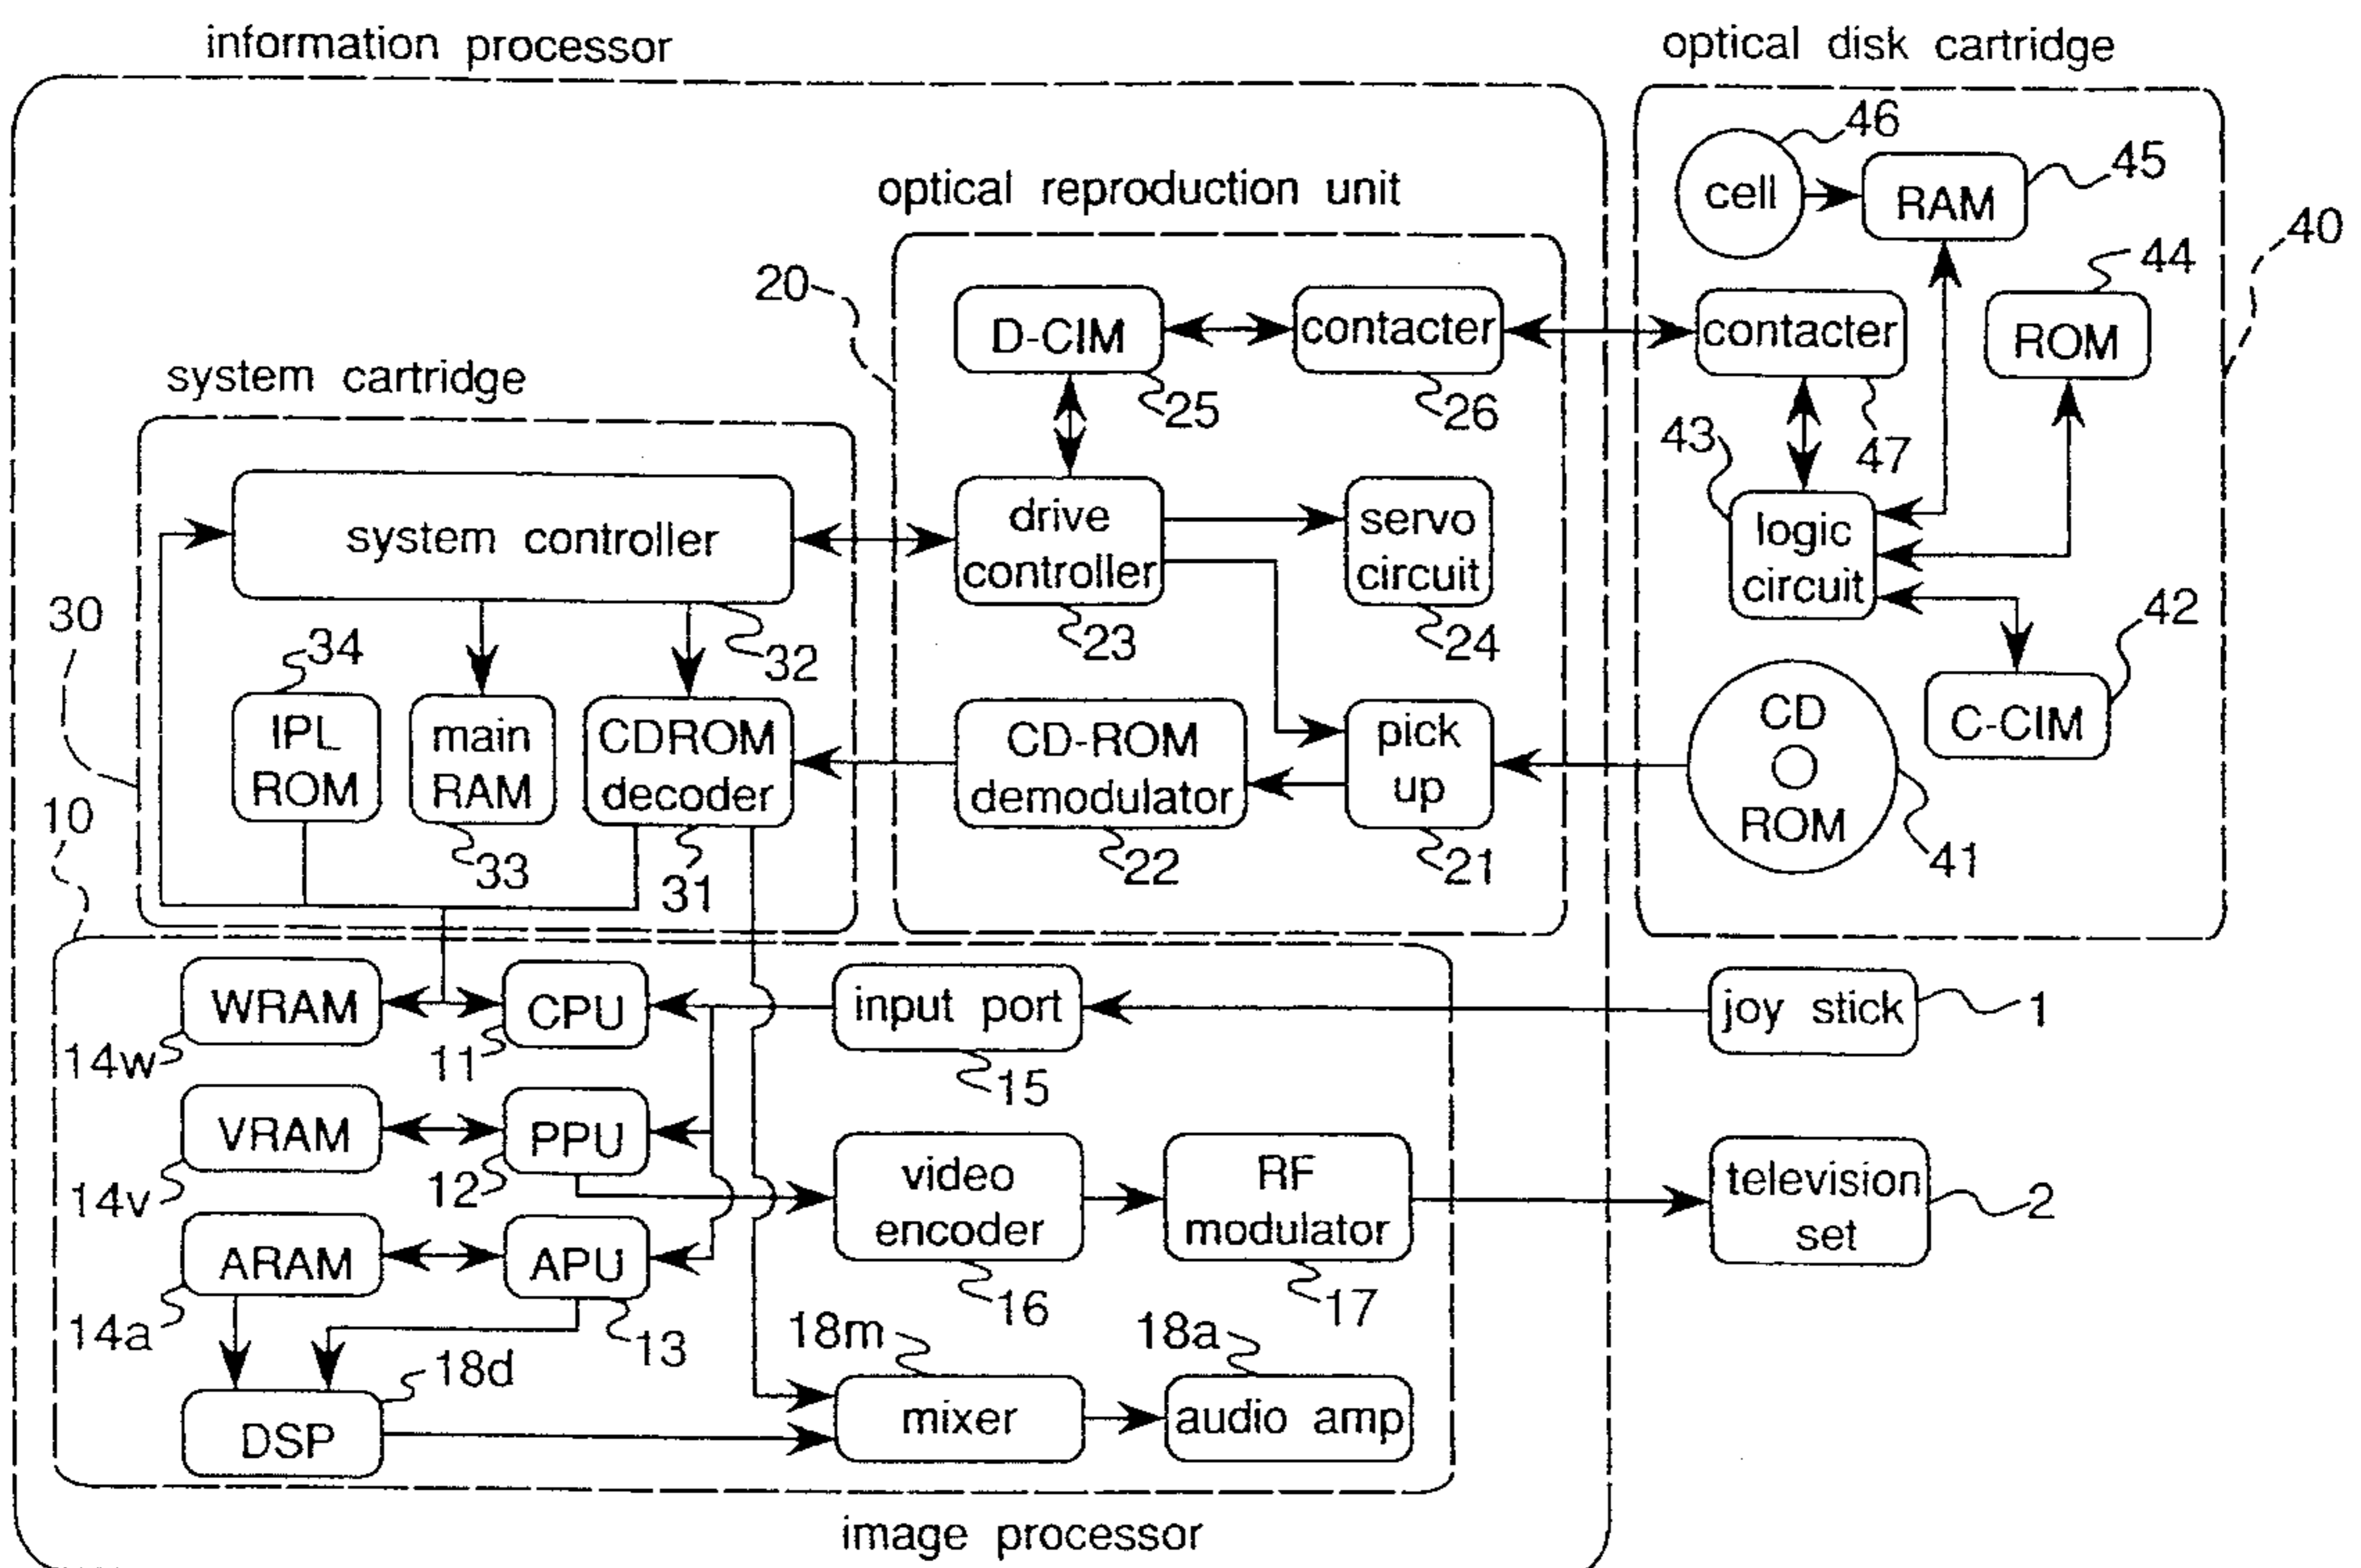 information processor
optical disk cartridge
46
cell
RAM
45
optical reproduction unit
40
44
20
D-CIM
contacter
contacter
ROM
system cartridge
25
26
43
47
system controller
drive
controller
servo
circuit
logic
circuit
30
34
32
23
24
42
IPL
ROM
main
RAM
CDROM
decoder
CD-ROM
demodulator
pick
up
CD
ROM
C-CIM
10
33
31
22
21
41
WRAM
CPU
input port
joy stick
1
14w
11
15
VRAM
PPU
video
encoder
RF
modulator
television
set
2
14v
12
ARAM
APU
16
17
14a
13
18m
18a
18d
DSP
mixer
audio amp
image processor